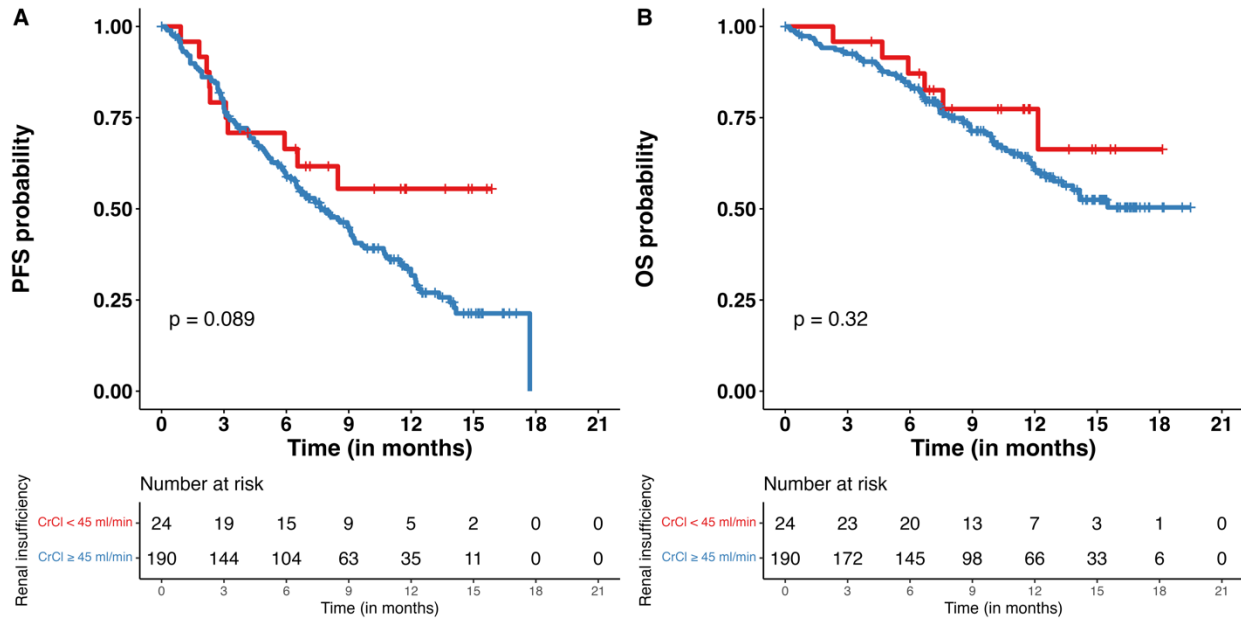 A
PFS probability
1.00
0.75
0.50
0.25
0.00
p = 0.089
0 3 6 9 12 15 18 21
Time (in months)
Number at risk
Renal insufficiency
CrCl < 45 ml/min 24 19 15 9 5 2 0 0
CrCl ≥ 45 ml/min 190 144 104 63 35 11 0 0
0 3 6 9 12 15 18 21
Time (in months)
B
OS probability
1.00
0.75
0.50
0.25
0.00
p = 0.32
0 3 6 9 12 15 18 21
Time (in months)
Number at risk
Renal insufficiency
CrCl < 45 ml/min 24 23 20 13 7 3 1 0
CrCl ≥ 45 ml/min 190 172 145 98 66 33 6 0
0 3 6 9 12 15 18 21
Time (in months)